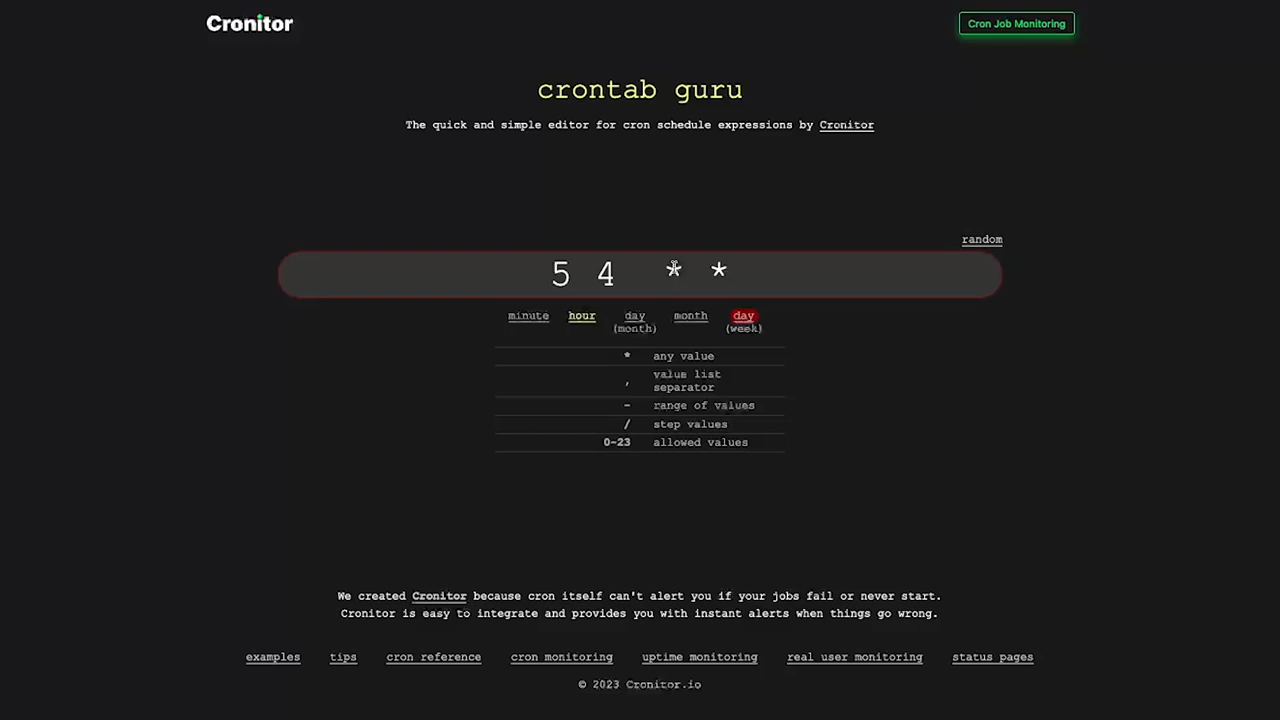 Cronitor
Cron Job Monitoring
crontab guru
The quick and simple editor for cron schedule expressions by Cronitor
random
5 4 * *
minute hour day month day
(month) (week)
* any value
, value list
separator
- range of values
/ step values
0-23 allowed values
We created Cronitor because cron itself can't alert you if your jobs fail or never start.
Cronitor is easy to integrate and provides you with instant alerts when things go wrong.
examples tips cron reference cron monitoring uptime monitoring real user monitoring status pages
© 2023 Cronitor.io